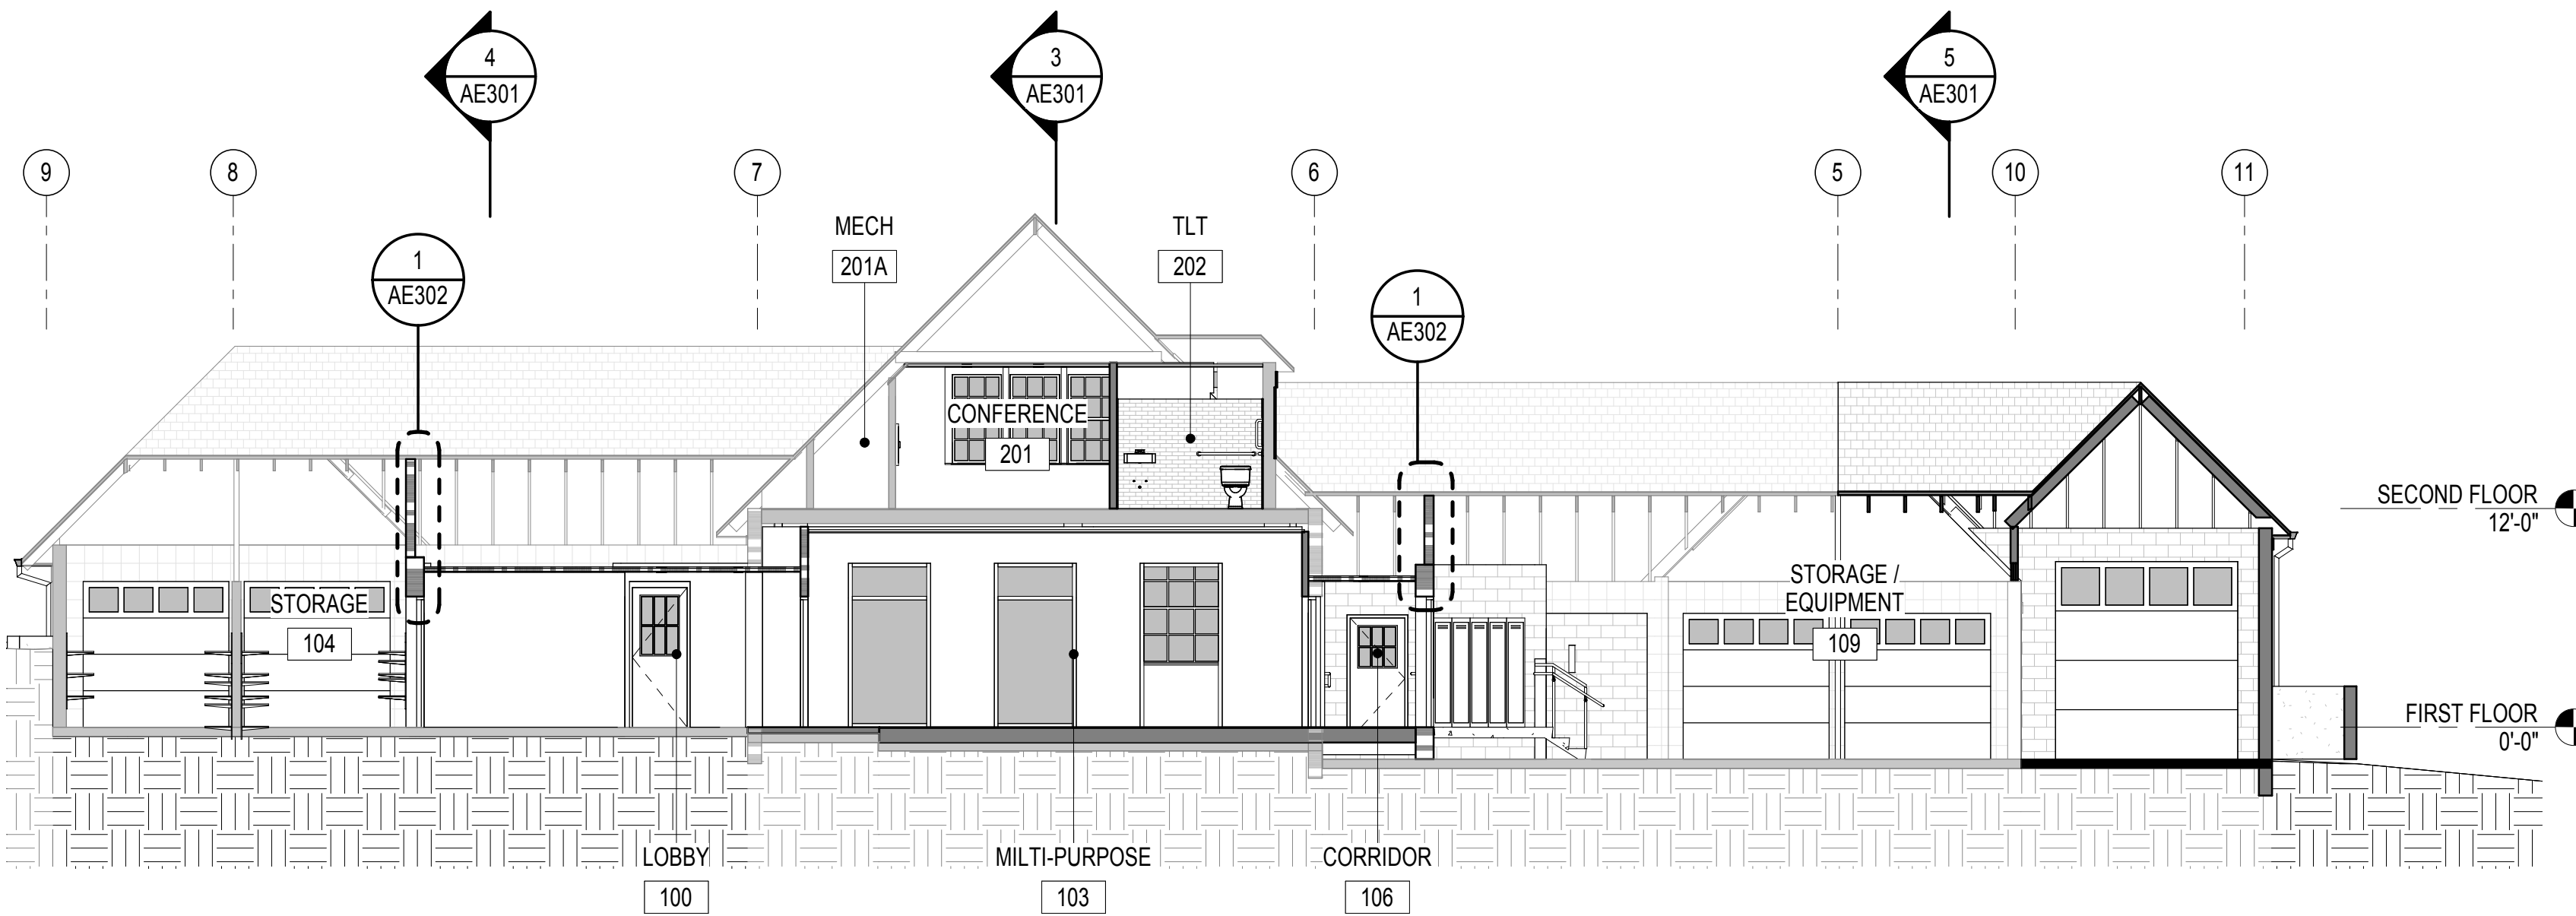 4
AE301
3
AE301
5
AE301
9
8
7
6
5
10
11
MECH
201A
TLT
202
1
AE302
1
AE302
CONFERENCE
201
SECOND FLOOR
12'-0"
STORAGE
104
STORAGE /
EQUIPMENT
109
FIRST FLOOR
0'-0"
LOBBY
100
MILTI-PURPOSE
103
CORRIDOR
106